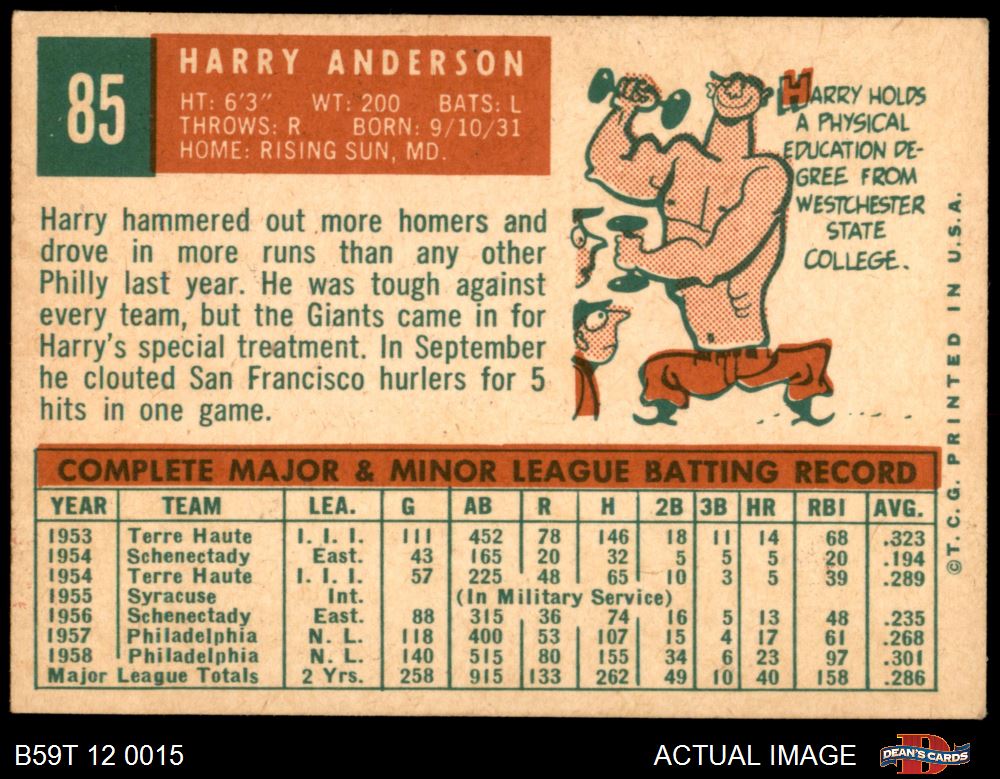 85
HARRY ANDERSON
HT: 6'3" WT: 200 BATS: L
THROWS: R BORN: 9/10/31
HOME: RISING SUN, MD.
Harry hammered out more homers and
drove in more runs than any other
Philly last year. He was tough against
every team, but the Giants came in for
Harry's special treatment. In September
he clouted San Francisco hurlers for 5
hits in one game.
HARRY HOLDS
A PHYSICAL
EDUCATION DE-
GREE FROM
WESTCHESTER
STATE
COLLEGE.
©T. C. G. PRINTED IN U.S.A.
COMPLETE MAJOR & MINOR LEAGUE BATTING RECORD
YEAR TEAM LEA. G AB R H 2B 3B HR RBI AVG.
1953 Terre Haute I. I. I. 111 452 78 146 18 11 14 68 .323
1954 Schenectady East. 43 165 20 32 5 5 5 20 .194
1954 Terre Haute I. I. I. 57 225 48 65 10 3 5 39 .289
1955 Syracuse Int. (In Military Service)
1956 Schenectady East. 88 315 36 74 16 5 13 48 .235
1957 Philadelphia N. L. 118 400 53 107 15 4 17 61 .268
1958 Philadelphia N. L. 140 515 80 155 34 6 23 97 .301
Major League Totals 2 Yrs. 258 915 133 262 49 10 40 158 .286
B59T 12 0015
ACTUAL IMAGE
DEAN'S CARDS